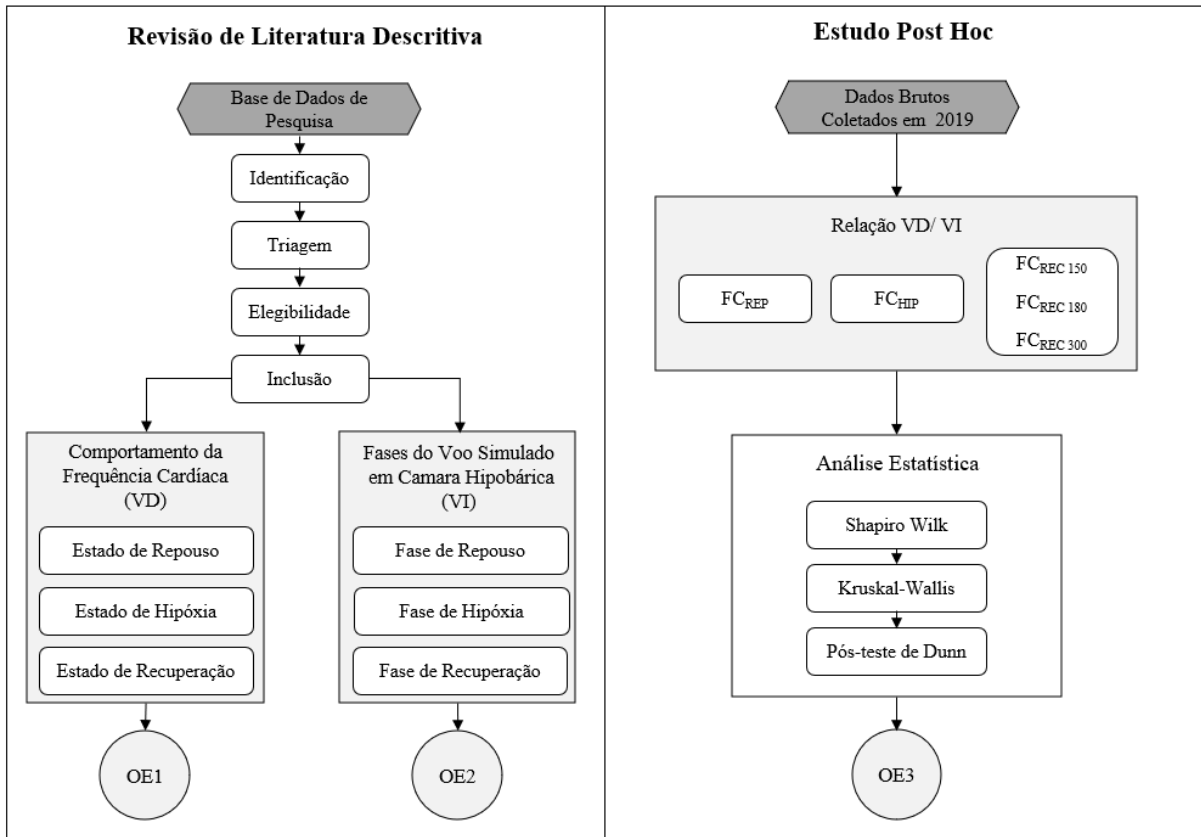 Revisão de Literatura Descritiva
Base de Dados de
Pesquisa
Identificação
Triagem
Elegibilidade
Inclusão
Comportamento da
Frequência Cardíaca
(VD)
Estado de Repouso
Estado de Hipóxia
Estado de Recuperação
OE1
Fases do Voo Simulado
em Camara Hipobárica
(VI)
Fase de Repouso
Fase de Hipóxia
Fase de Recuperação
OE2
Estudo Post Hoc
Dados Brutos
Coletados em 2019
Relação VD/ VI
FCREP
FCHIP
FCREC 150
FCREC 180
FCREC 300
Análise Estatística
Shapiro Wilk
Kruskal-Wallis
Pós-teste de Dunn
OE3